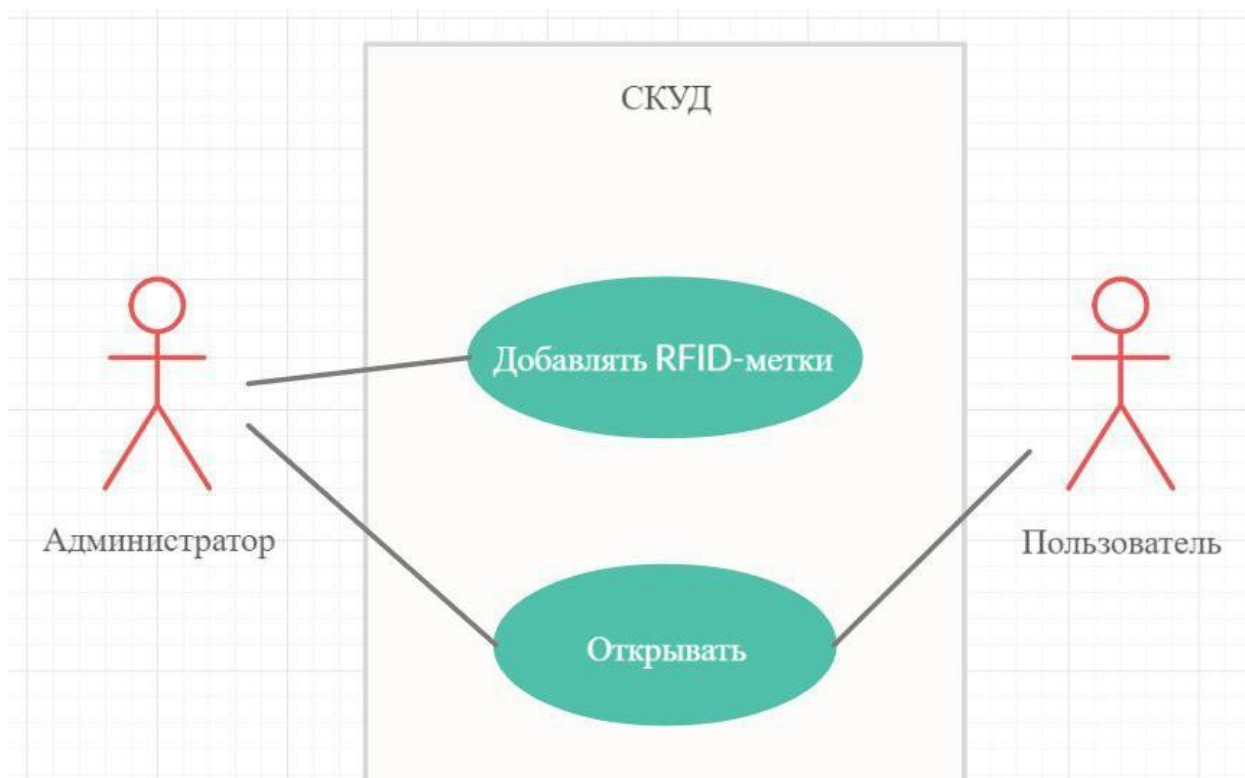 СКУД
Добавлять RFID-метки
Администратор
Пользователь
Открывать